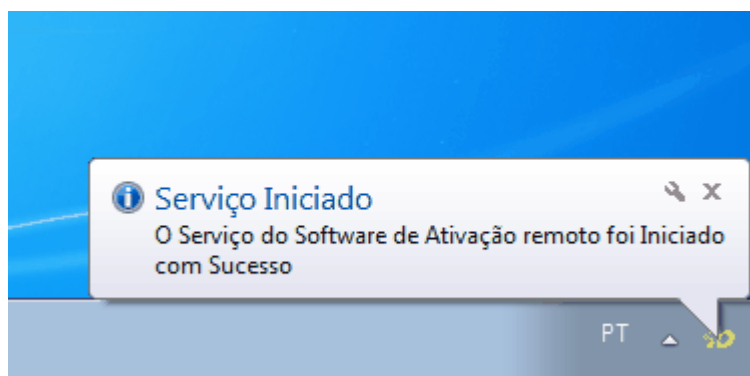 Serviço Iniciado
O Serviço do Software de Ativação remoto foi Iniciado
com Sucesso
PT